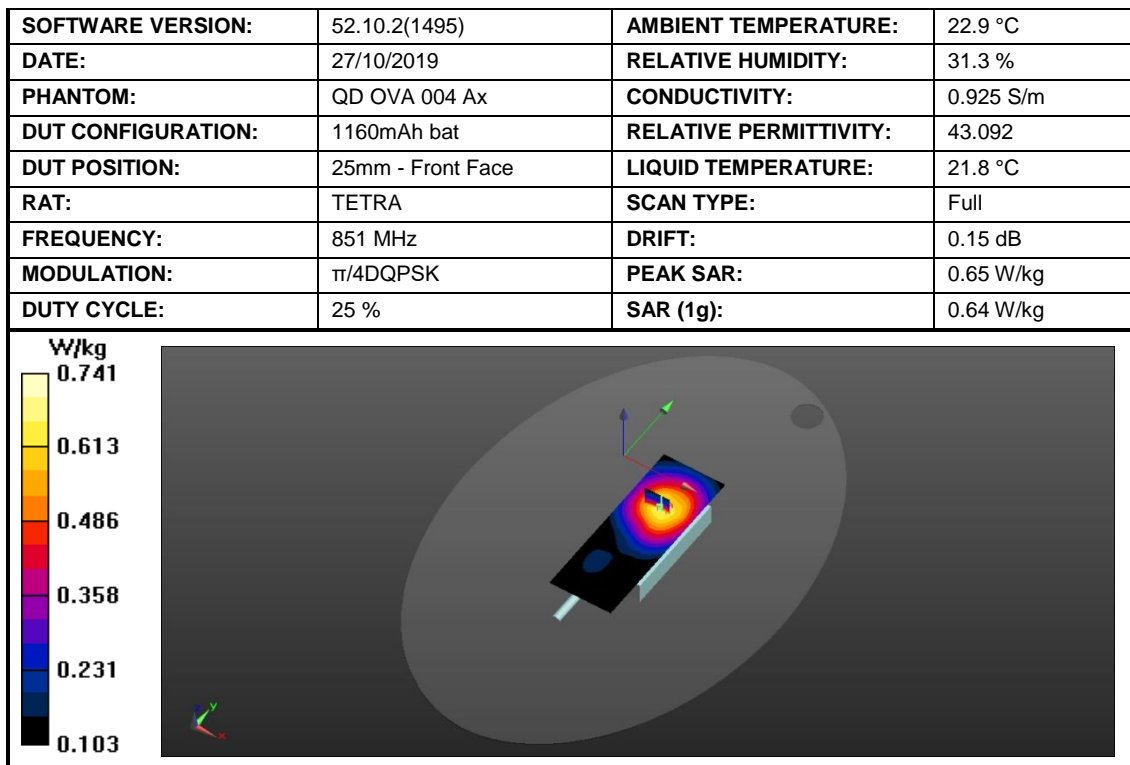 SOFTWARE VERSION: 52.10.2(1495) AMBIENT TEMPERATURE: 22.9 °C
DATE: 27/10/2019 RELATIVE HUMIDITY: 31.3 %
PHANTOM: QD OVA 004 Ax CONDUCTIVITY: 0.925 S/m
DUT CONFIGURATION: 1160mAh bat RELATIVE PERMITTIVITY: 43.092
DUT POSITION: 25mm - Front Face LIQUID TEMPERATURE: 21.8 °C
RAT: TETRA SCAN TYPE: Full
FREQUENCY: 851 MHz DRIFT: 0.15 dB
MODULATION: π/4DQPSK PEAK SAR: 0.65 W/kg
DUTY CYCLE: 25 % SAR (1g): 0.64 W/kg
W/kg
0.741
0.613
0.486
0.358
0.231
0.103
z y
x